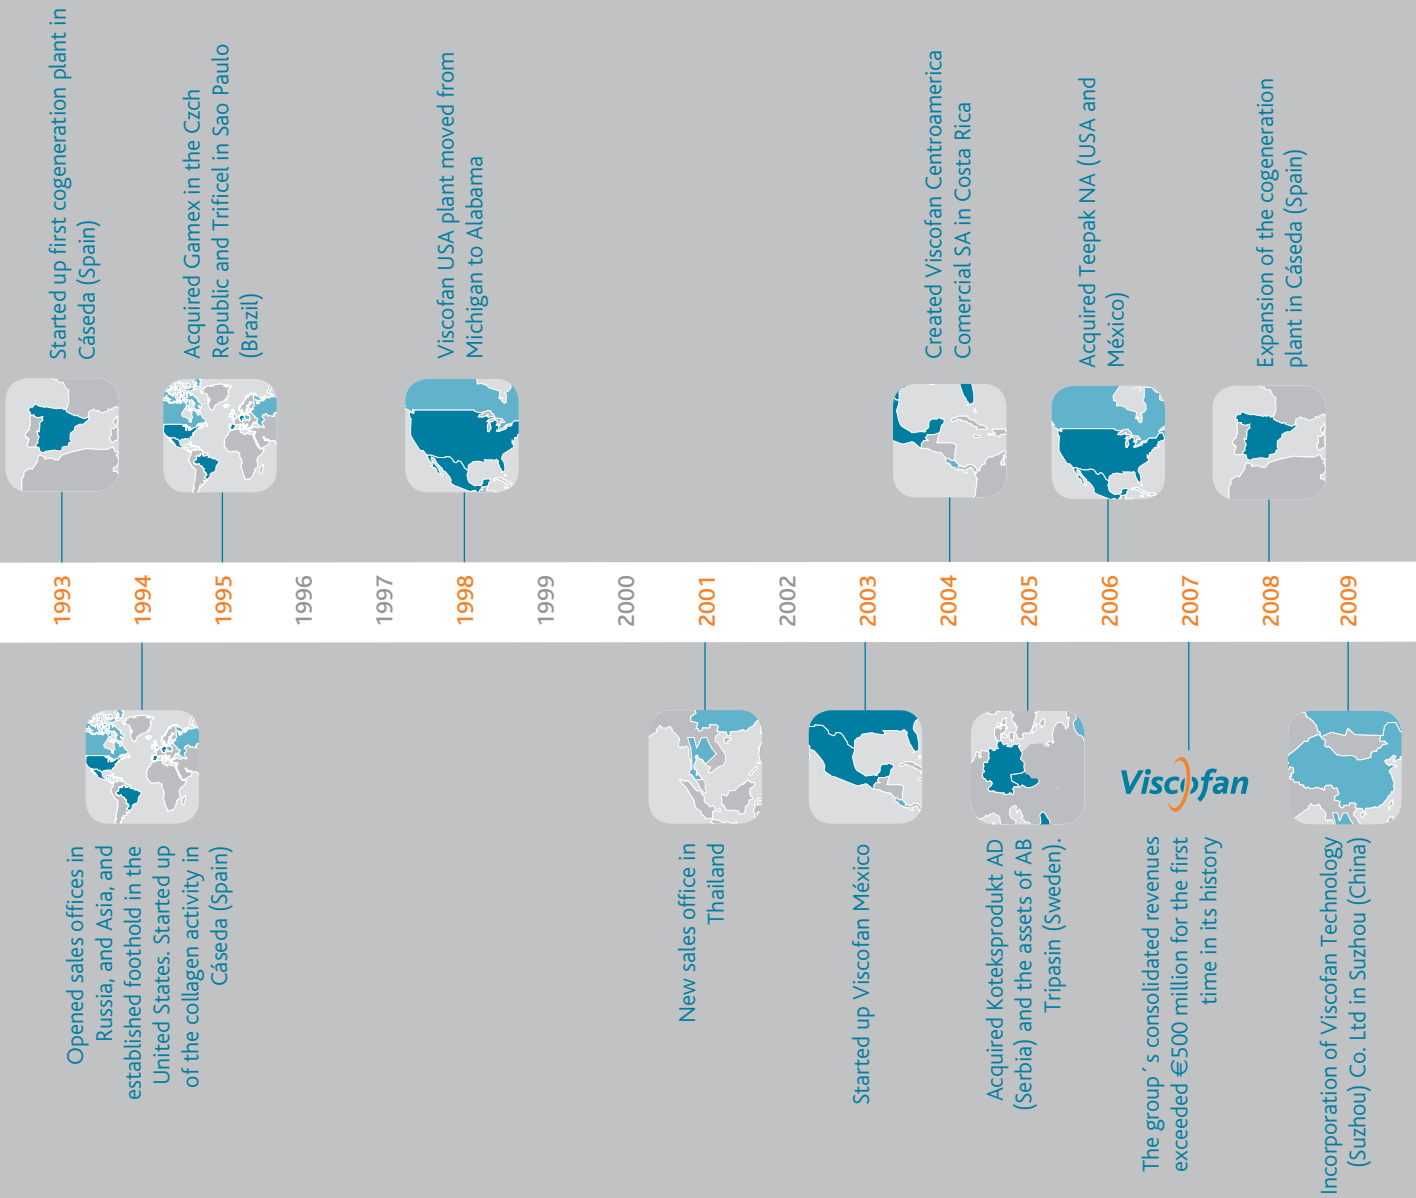 Started up first cogeneration plant in
Cáseda (Spain)
Acquired Gamex in the Czch
Republic and Trificel in Sao Paulo
(Brazil)
Viscofan USA plant moved from
Michigan to Alabama
Created Viscofan Centroamerica
Comercial SA in Costa Rica
Acquired Teepak NA (USA and
México)
Expansion of the cogeneration
plant in Cáseda (Spain)
1993
1994
1995
1996
1997
1998
1999
2000
2001
2002
2003
2004
2005
2006
2007
2008
2009
Opened sales offices in
Russia, and Asia, and
established foothold in the
United States. Started up
of the collagen activity in
Cáseda (Spain)
New sales office in
Thailand
Started up Viscofan México
Acquired Koteksprodukt AD
(Serbia) and the assets of AB
Tripasin (Sweden).
Viscofan
The group´s consolidated revenues
exceeded €500 million for the first
time in its history
Incorporation of Viscofan Technology
(Suzhou) Co. Ltd in Suzhou (China)